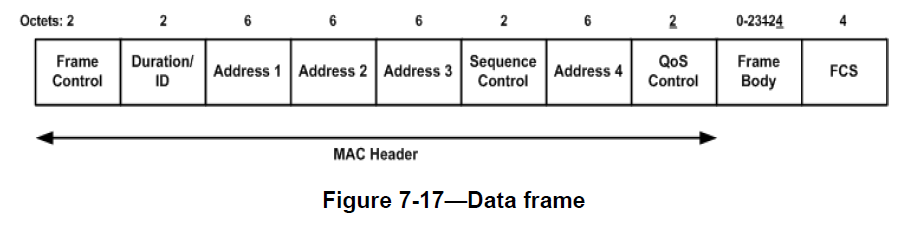 Octets: 2 2 6 6 6 2 6 2 0-23124 4
Frame Control Duration/ ID Address 1 Address 2 Address 3 Sequence Control Address 4 QoS Control Frame Body FCS
MAC Header
Figure 7-17—Data frame